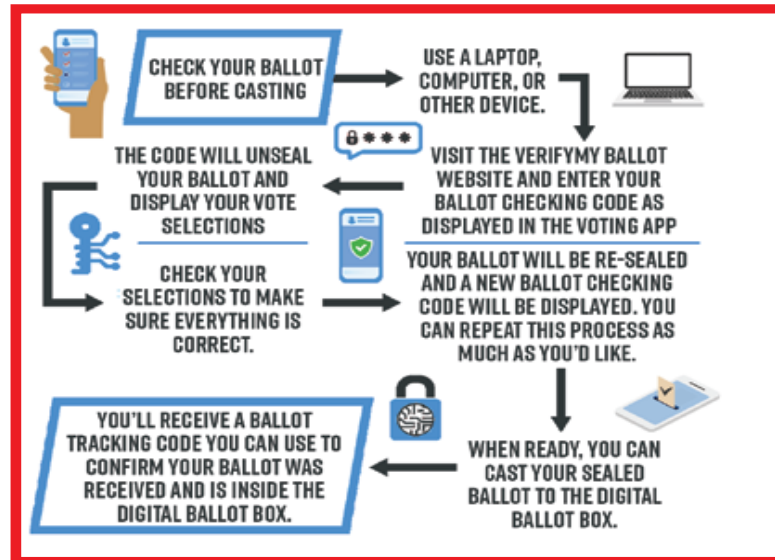 CHECK YOUR BALLOT
BEFORE CASTING
USE A LAPTOP,
COMPUTER, OR
OTHER DEVICE.
VISIT THE VERIFYMY BALLOT
WEBSITE AND ENTER YOUR
BALLOT CHECKING CODE AS
DISPLAYED IN THE VOTING APP
THE CODE WILL UNSEAL
YOUR BALLOT AND
DISPLAY YOUR VOTE
SELECTIONS
CHECK YOUR
SELECTIONS TO MAKE
SURE EVERYTHING IS
CORRECT.
YOUR BALLOT WILL BE RE-SEALED
AND A NEW BALLOT CHECKING
CODE WILL BE DISPLAYED. YOU
CAN REPEAT THIS PROCESS AS
MUCH AS YOU'D LIKE.
WHEN READY, YOU CAN
CAST YOUR SEALED
BALLOT TO THE DIGITAL
BALLOT BOX.
YOU'LL RECEIVE A BALLOT
TRACKING CODE YOU CAN USE TO
CONFIRM YOUR BALLOT WAS
RECEIVED AND IS INSIDE THE
DIGITAL BALLOT BOX.